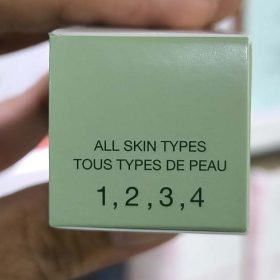 ALL SKIN TYPES
TOUS TYPES DE PEAU
1, 2, 3, 4